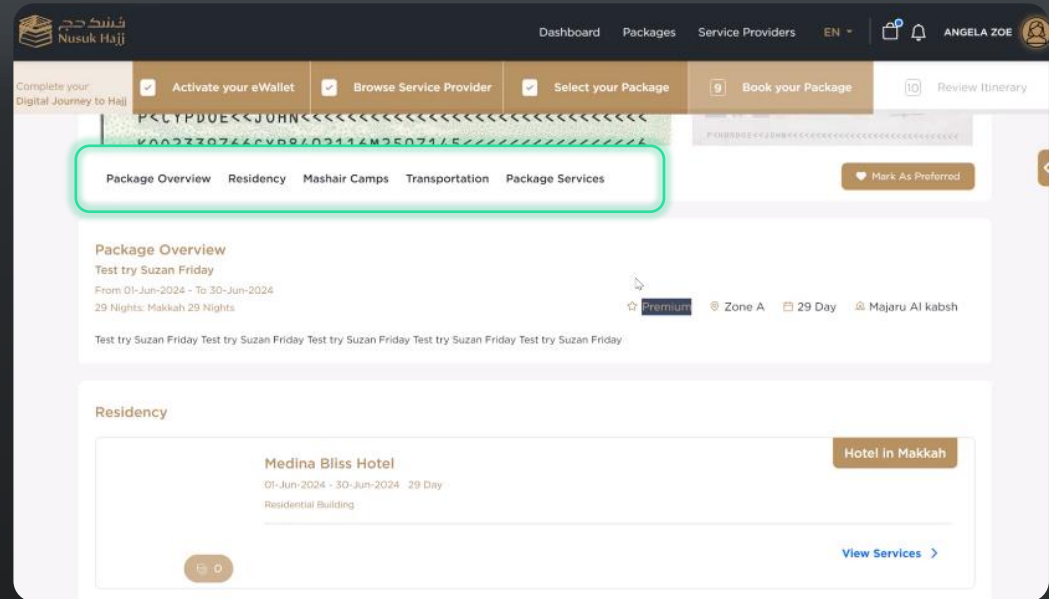 نسك حج
Nusuk Hajj
Dashboard Packages Service Providers EN ANGELA ZOE
Complete your
Digital Journey to Hajj
Activate your eWallet
Browse Service Provider
Select your Package
9 Book your Package
10 Review Itinerary
P<CYPDOE<<JOHN<<<<<<<<<<<<<<<<<<<<<<<<<<<<<<
Package Overview Residency Mashair Camps Transportation Package Services
Mark As Preferred
Package Overview
Test try Suzan Friday
From 01-Jun-2024 - To 30-Jun-2024
29 Nights: Makkah 29 Nights
Premium Zone A 29 Day Majaru Al kabsh
Test try Suzan Friday Test try Suzan Friday Test try Suzan Friday Test try Suzan Friday Test try Suzan Friday
Residency
Hotel in Makkah
Medina Bliss Hotel
01-Jun-2024 - 30-Jun-2024 29 Day
Residential Building
View Services
0